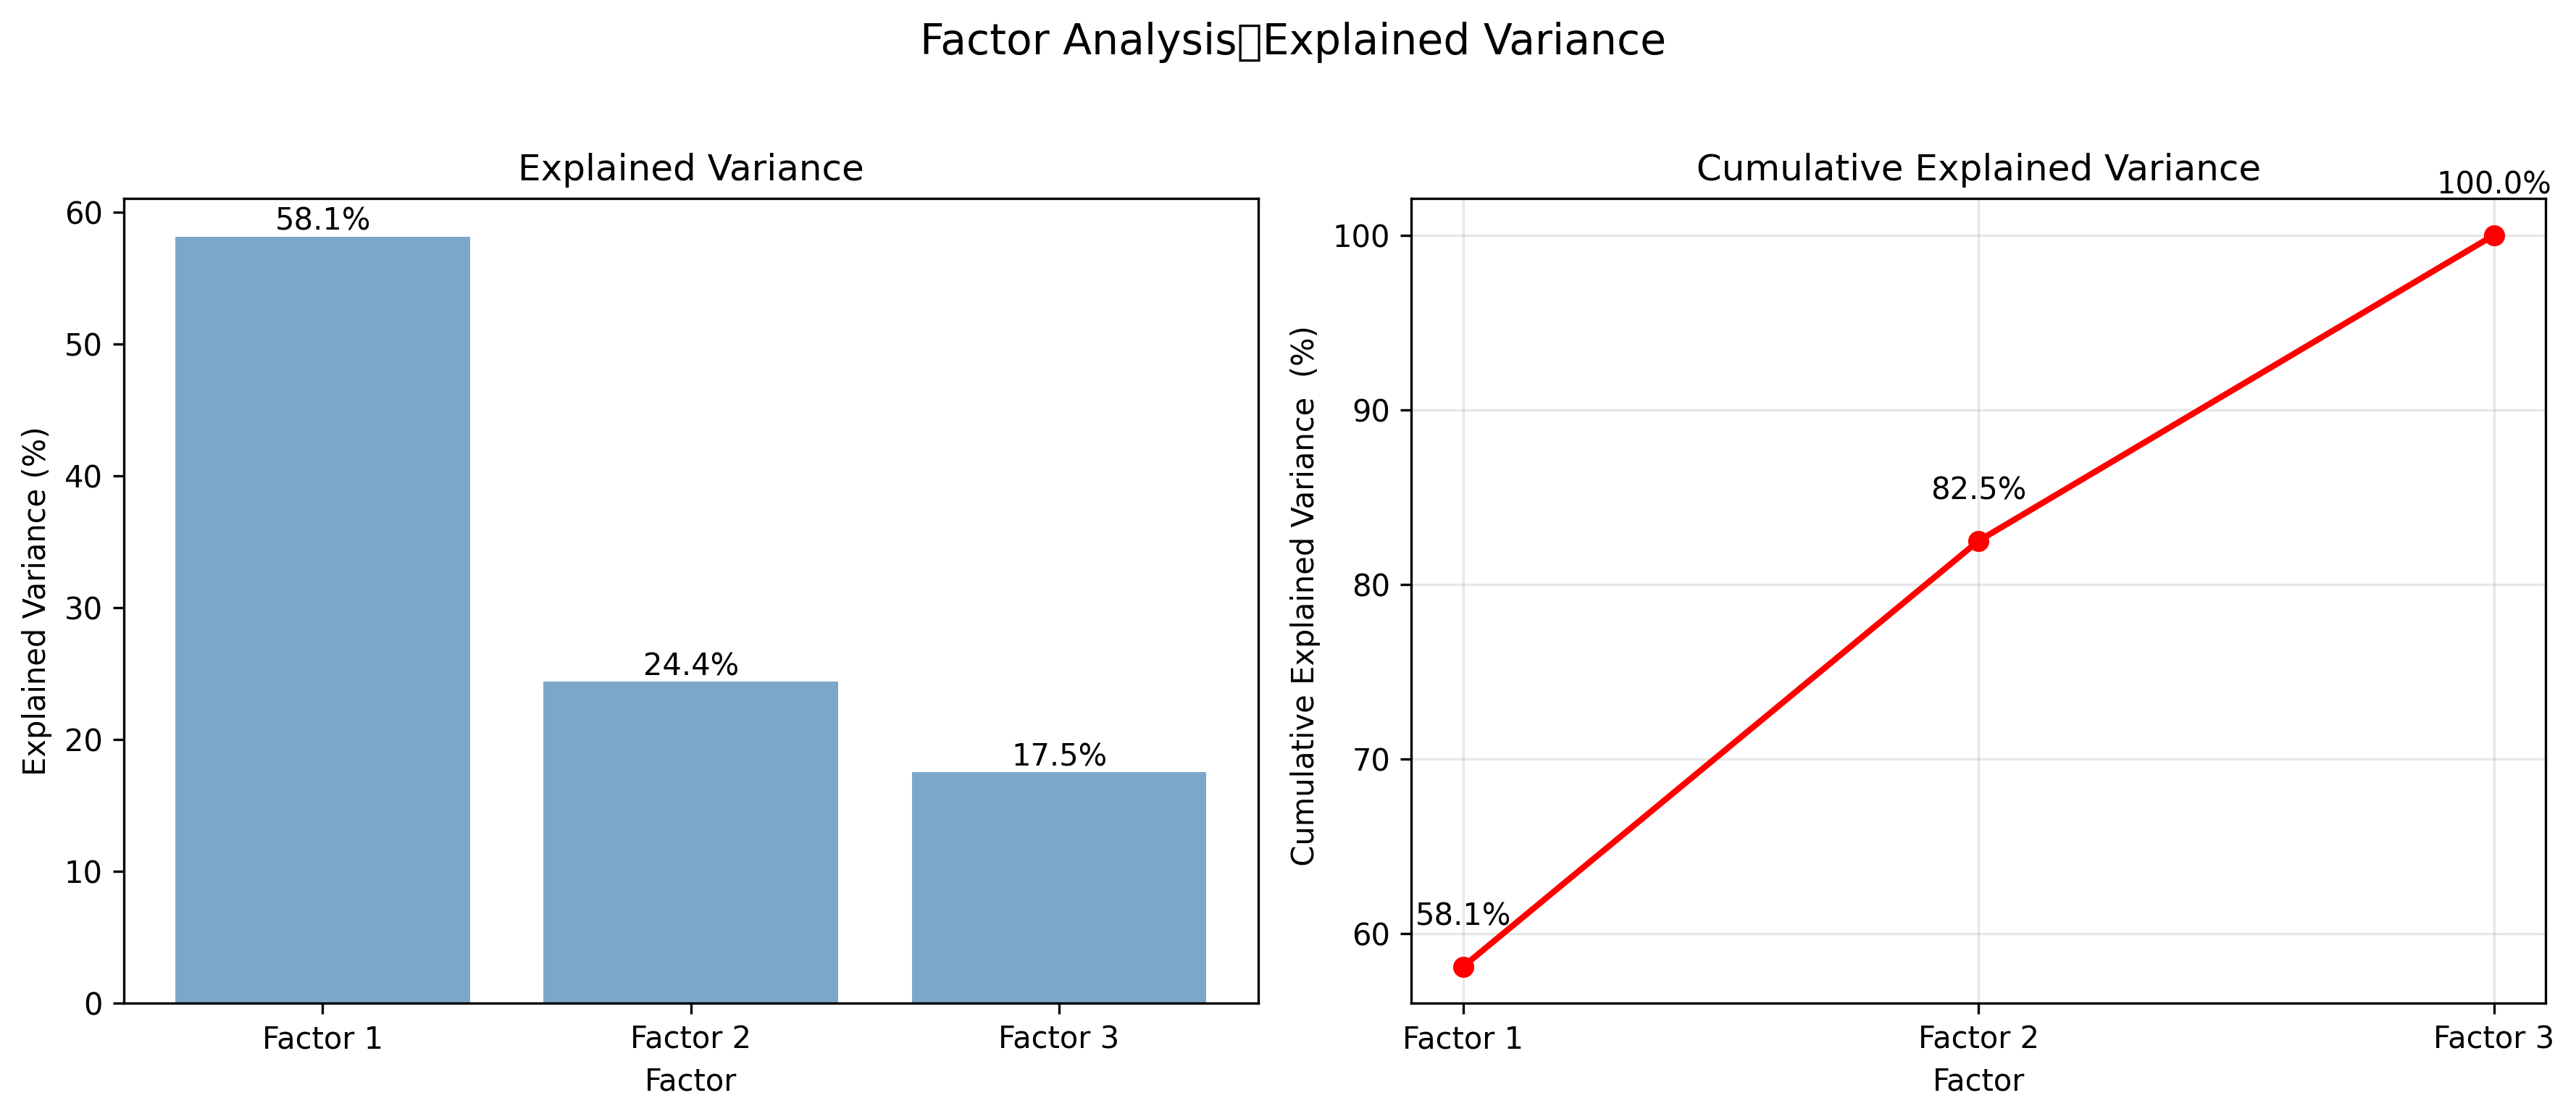 Factor Analysis▯Explained Variance
Explained Variance
60
50
40
30
20
10
0
Explained Variance (%)
58.1%
24.4%
17.5%
Factor 1
Factor 2
Factor 3
Factor
Cumulative Explained Variance
100
90
80
70
60
Cumulative Explained Variance  (%)
58.1%
82.5%
100.0%
Factor 1
Factor 2
Factor 3
Factor